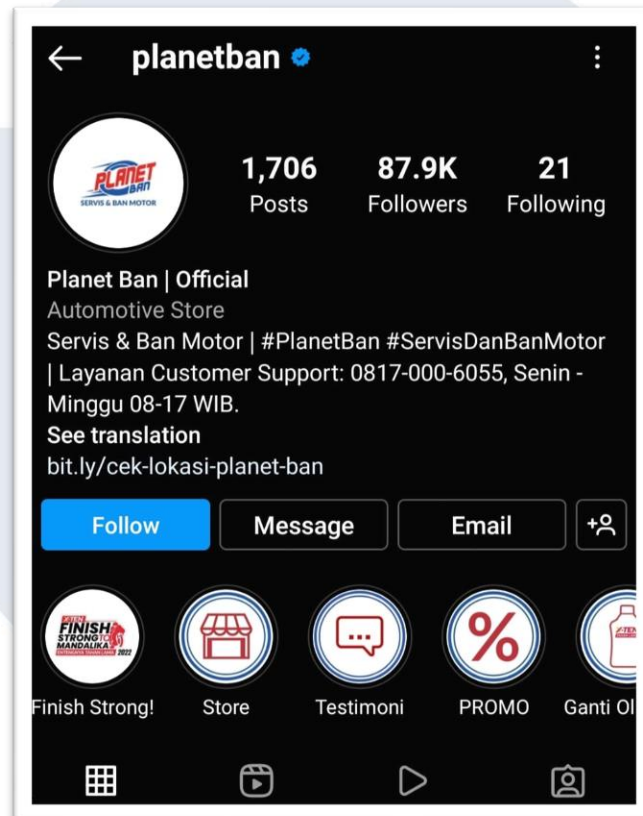 planetban
PLANET
BAN
SERVIS & BAN MOTOR
1,706
Posts
87.9K
Followers
21
Following
Planet Ban | Official
Automotive Store
Servis & Ban Motor | #PlanetBan #ServisDanBanMotor
| Layanan Customer Support: 0817-000-6055, Senin -
Minggu 08-17 WIB.
See translation
bit.ly/cek-lokasi-planet-ban
Follow
Message
Email
X-TEN
FINISH
STRONG TO
MANDALIKA
2022
%
X-TEN
Finish Strong!
Store
Testimoni
PROMO
Ganti Ol